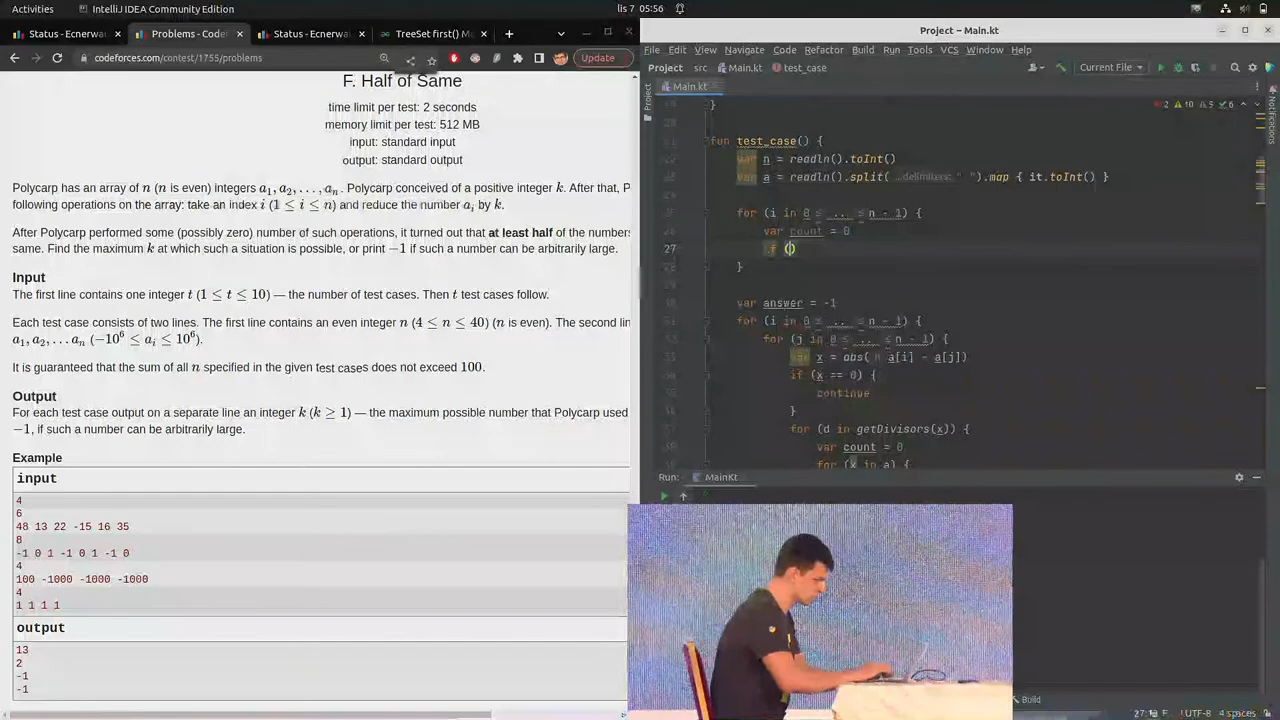 Activities
IntelliJ IDEA Community Edition
lis 7 05:56
Status - Ecnerwa
Problems - Code
Status - Ecnerwa
TreeSet first() M
codeforces.com/contest/1755/problems
Update
F. Half of Same
time limit per test: 2 seconds
memory limit per test: 512 MB
input: standard input
output: standard output
Polycarp has an array of n (n is even) integers a1, a2, …, an. Polycarp conceived of a positive integer k. After that, P
following operations on the array: take an index i (1 ≤ i ≤ n) and reduce the number ai by k.
After Polycarp performed some (possibly zero) number of such operations, it turned out that at least half of the numbers
same. Find the maximum k at which such a situation is possible, or print −1 if such a number can be arbitrarily large.
Input
The first line contains one integer t (1 ≤ t ≤ 10) — the number of test cases. Then t test cases follow.
Each test case consists of two lines. The first line contains an even integer n (4 ≤ n ≤ 40) (n is even). The second lin
a1, a2, … an (−10^6 ≤ ai ≤ 10^6).
It is guaranteed that the sum of all n specified in the given test cases does not exceed 100.
Output
For each test case output on a separate line an integer k (k ≥ 1) — the maximum possible number that Polycarp used
−1, if such a number can be arbitrarily large.
Example
input
4
6
48 13 22 -15 16 35
8
-1 0 1 -1 0 1 -1 0
4
100 -1000 -1000 -1000
4
1 1 1 1
output
13
2
-1
-1
Project – Main.kt
File Edit View Navigate Code Refactor Build Run Tools VCS Window Help
Project src Main.kt test_case
Current File
Main.kt
Project
Notifications
2 10 5 6
}
fun test_case() {
var n = readln().toInt()
var a = readln().split( delimiters: " ").map { it.toInt() }
for (i in 0 ≤ .. ≤ n - 1) {
var count = 0
27 if ()
}
var answer = -1
for (i in 0 ≤ .. ≤ n - 1) {
for (j in 0 ≤ .. ≤ n - 1) {
var x = abs( n a[i] - a[j])
if (x == 0) {
continue
}
for (d in getDivisors(x)) {
var count = 0
for (x in a) {
Run: MainKt
Build
UTF-8 4 spaces